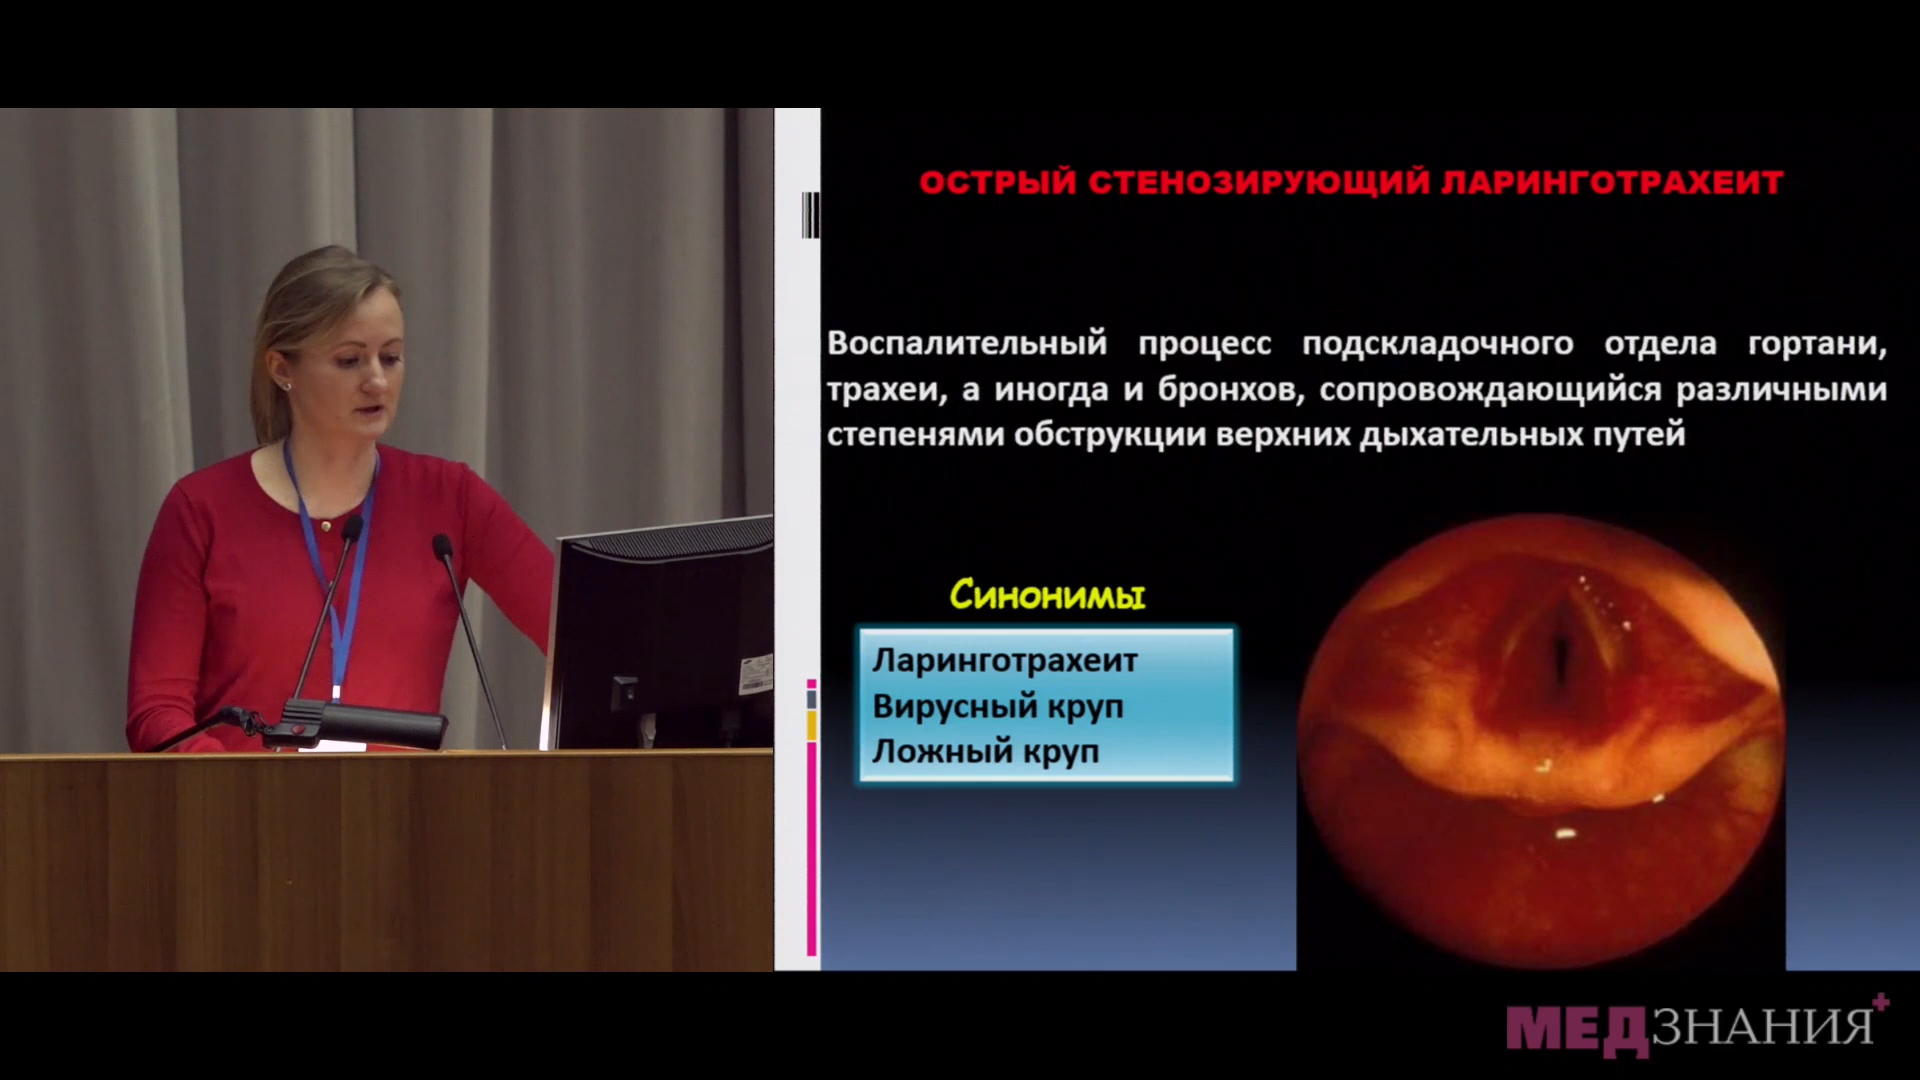 ОСТРЫЙ СТЕНОЗИРУЮЩИЙ ЛАРИНГОТРАХЕИТ
Воспалительный процесс подскладочного отдела гортани,
трахеи, а иногда и бронхов, сопровождающийся различными
степенями обструкции верхних дыхательных путей
Синонимы
Ларинготрахеит
Вирусный круп
Ложный круп
МЕДЗНАНИЯ+